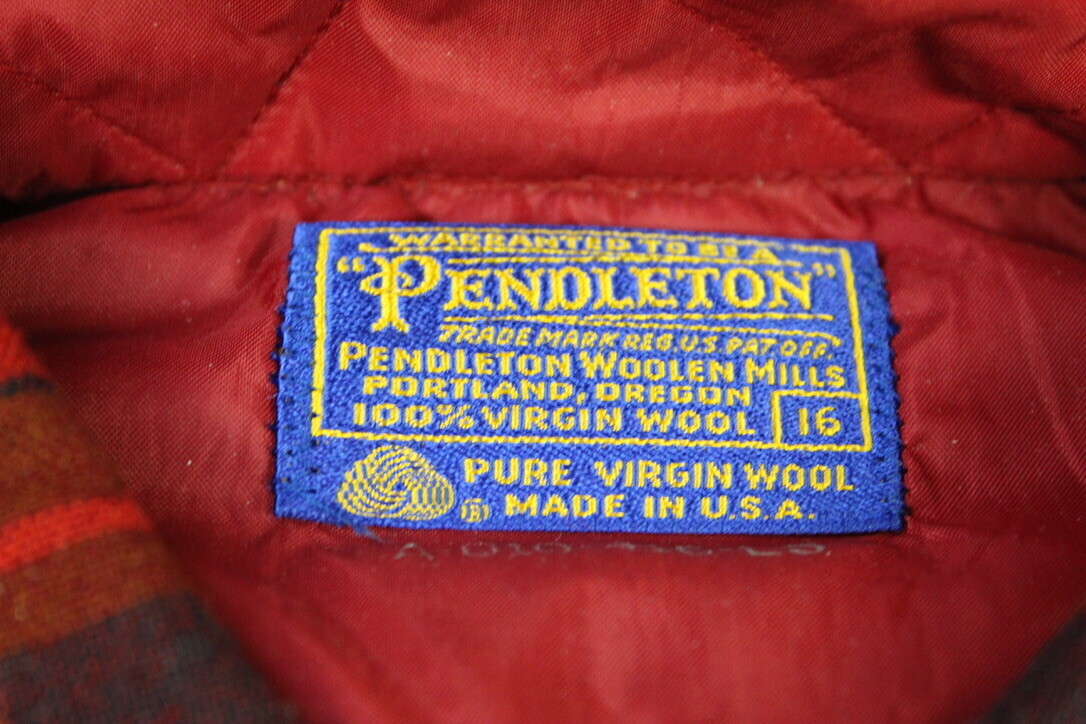 WARRANTED TO BE A
"PENDLETON"
TRADE MARK REG. U.S. PAT. OFF.
PENDLETON WOOLEN MILLS
PORTLAND, OREGON
100% VIRGIN WOOL 16
PURE VIRGIN WOOL
® MADE IN U.S.A.